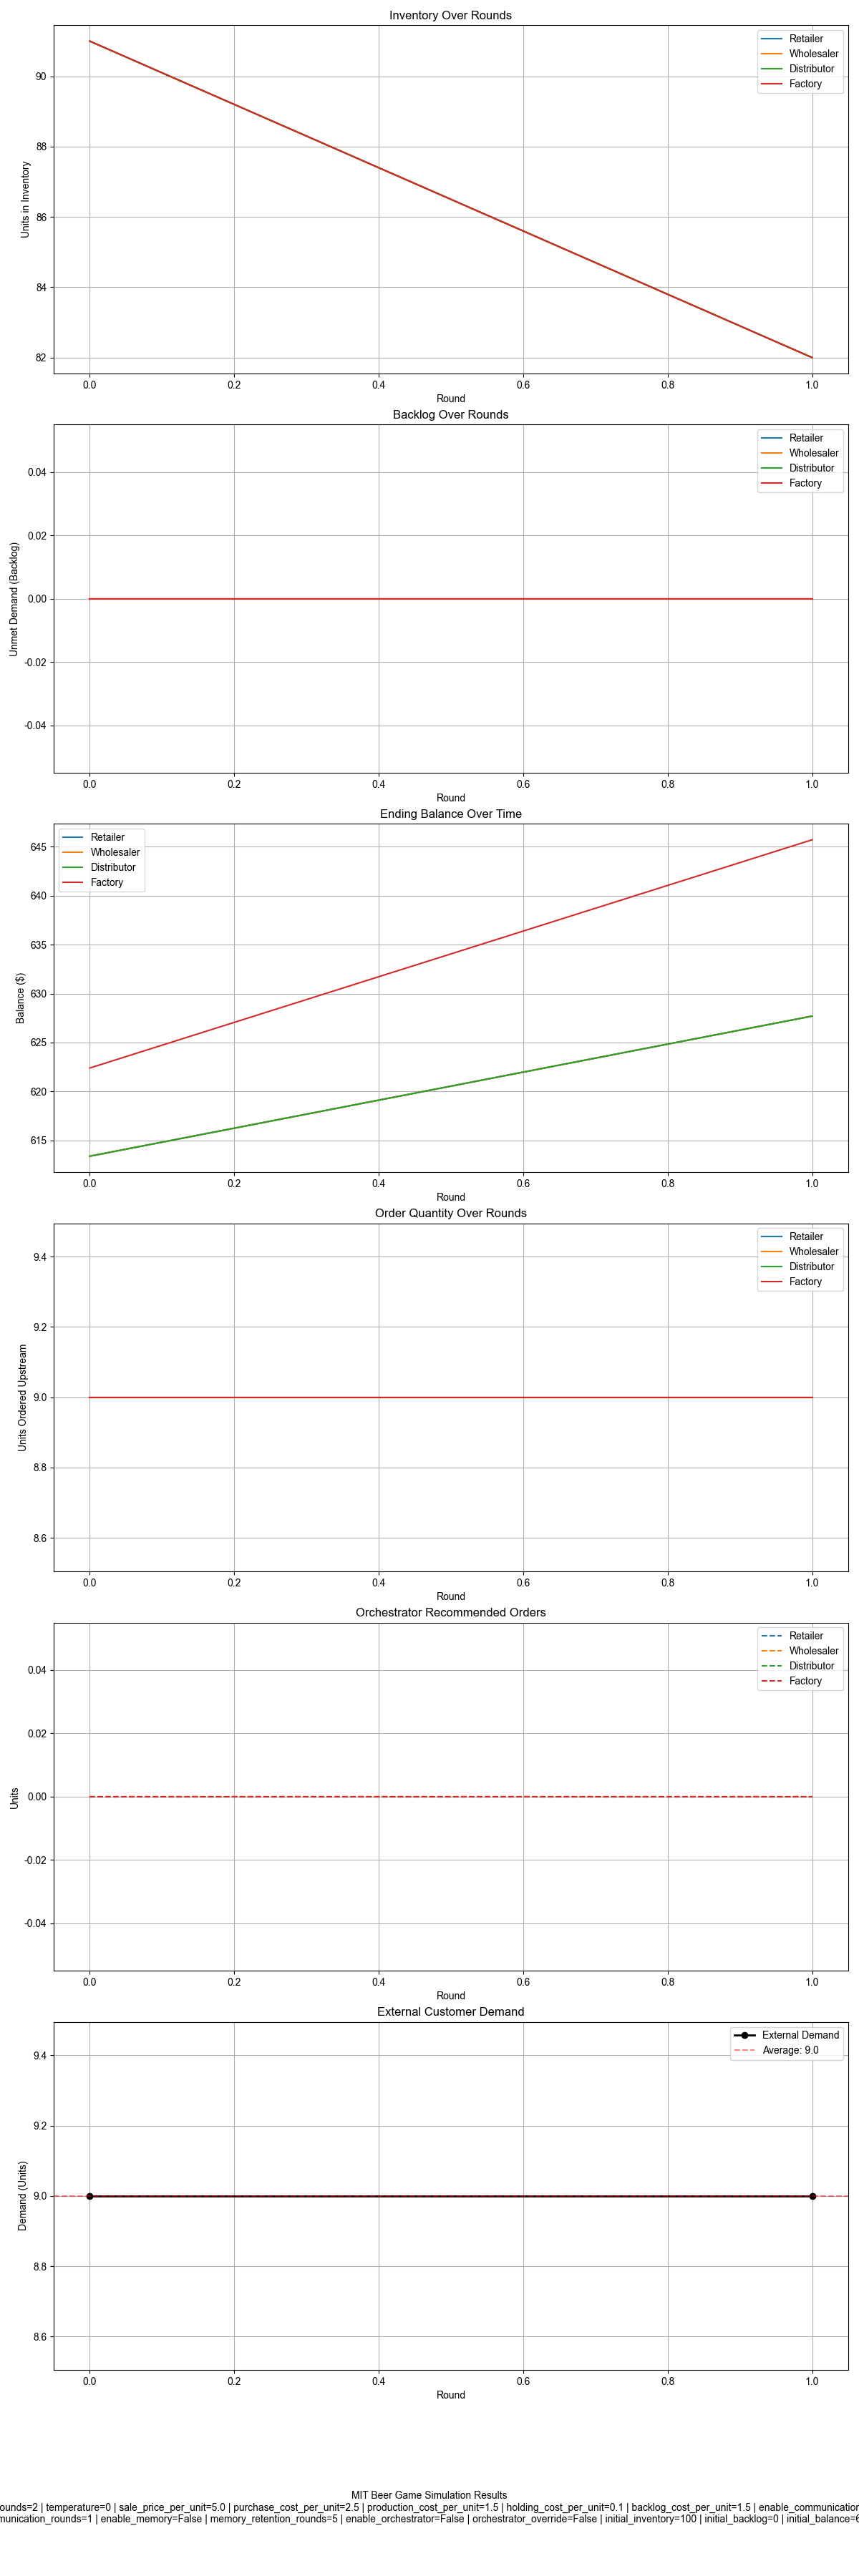 Inventory Over Rounds
Retailer
Wholesaler
Distributor
Factory
90
88
86
84
82
Units in Inventory
0.0 0.2 0.4 0.6 0.8 1.0
Round
Backlog Over Rounds
Retailer
Wholesaler
Distributor
Factory
0.04
0.02
0.00
-0.02
-0.04
Unmet Demand (Backlog)
0.0 0.2 0.4 0.6 0.8 1.0
Round
Ending Balance Over Time
Retailer
Wholesaler
Distributor
Factory
645
640
635
630
625
620
615
Balance ($)
0.0 0.2 0.4 0.6 0.8 1.0
Round
Order Quantity Over Rounds
Retailer
Wholesaler
Distributor
Factory
9.4
9.2
9.0
8.8
8.6
Units Ordered Upstream
0.0 0.2 0.4 0.6 0.8 1.0
Round
Orchestrator Recommended Orders
Retailer
Wholesaler
Distributor
Factory
0.04
0.02
0.00
-0.02
-0.04
Units
0.0 0.2 0.4 0.6 0.8 1.0
Round
External Customer Demand
External Demand
Average: 9.0
9.4
9.2
9.0
8.8
8.6
Demand (Units)
0.0 0.2 0.4 0.6 0.8 1.0
Round
MIT Beer Game Simulation Results
ounds=2 | temperature=0 | sale_price_per_unit=5.0 | purchase_cost_per_unit=2.5 | production_cost_per_unit=1.5 | holding_cost_per_unit=0.1 | backlog_cost_per_unit=1.5 | enable_communication
munication_rounds=1 | enable_memory=False | memory_retention_rounds=5 | enable_orchestrator=False | orchestrator_override=False | initial_inventory=100 | initial_backlog=0 | initial_balance=6